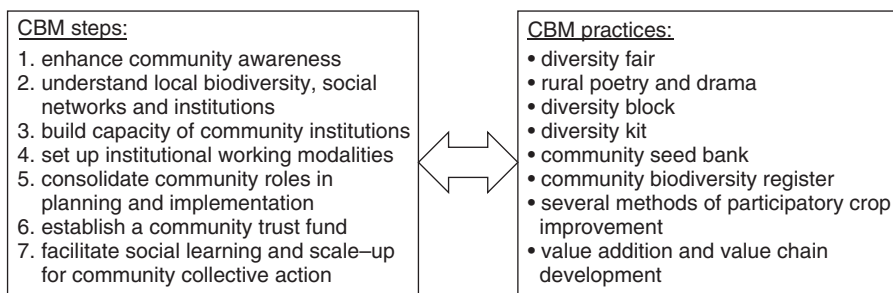 CBM steps:
1. enhance community awareness
2. understand local biodiversity, social
networks and institutions
3. build capacity of community institutions
4. set up institutional working modalities
5. consolidate community roles in
planning and implementation
6. establish a community trust fund
7. facilitate social learning and scale–up
for community collective action
CBM practices:
• diversity fair
• rural poetry and drama
• diversity block
• diversity kit
• community seed bank
• community biodiversity register
• several methods of participatory crop
improvement
• value addition and value chain
development